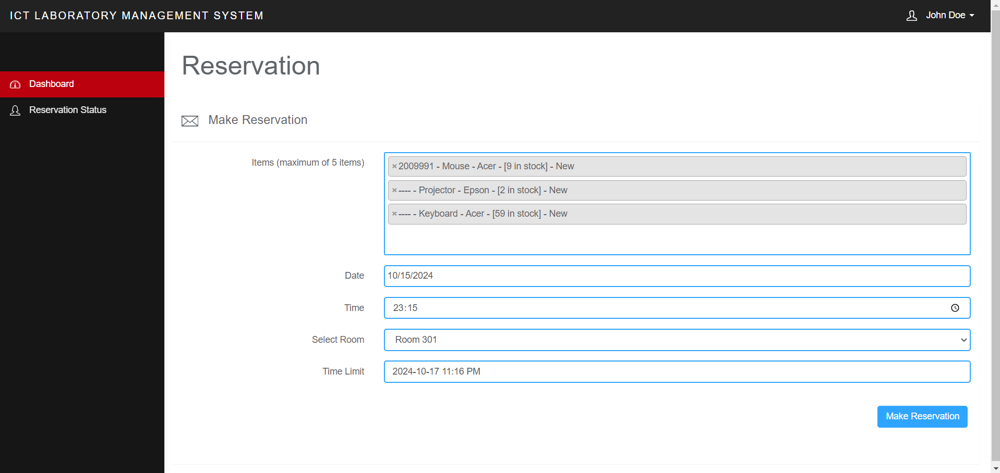 ICT LABORATORY MANAGEMENT SYSTEM
John Doe
Dashboard
Reservation Status
Reservation
Make Reservation
Items (maximum of 5 items)
×2009991 - Mouse - Acer - [9 in stock] - New
×---- - Projector - Epson - [2 in stock] - New
×---- - Keyboard - Acer - [59 in stock] - New
Date
10/15/2024
Time
23:15
Select Room
Room 301
Time Limit
2024-10-17 11:16 PM
Make Reservation